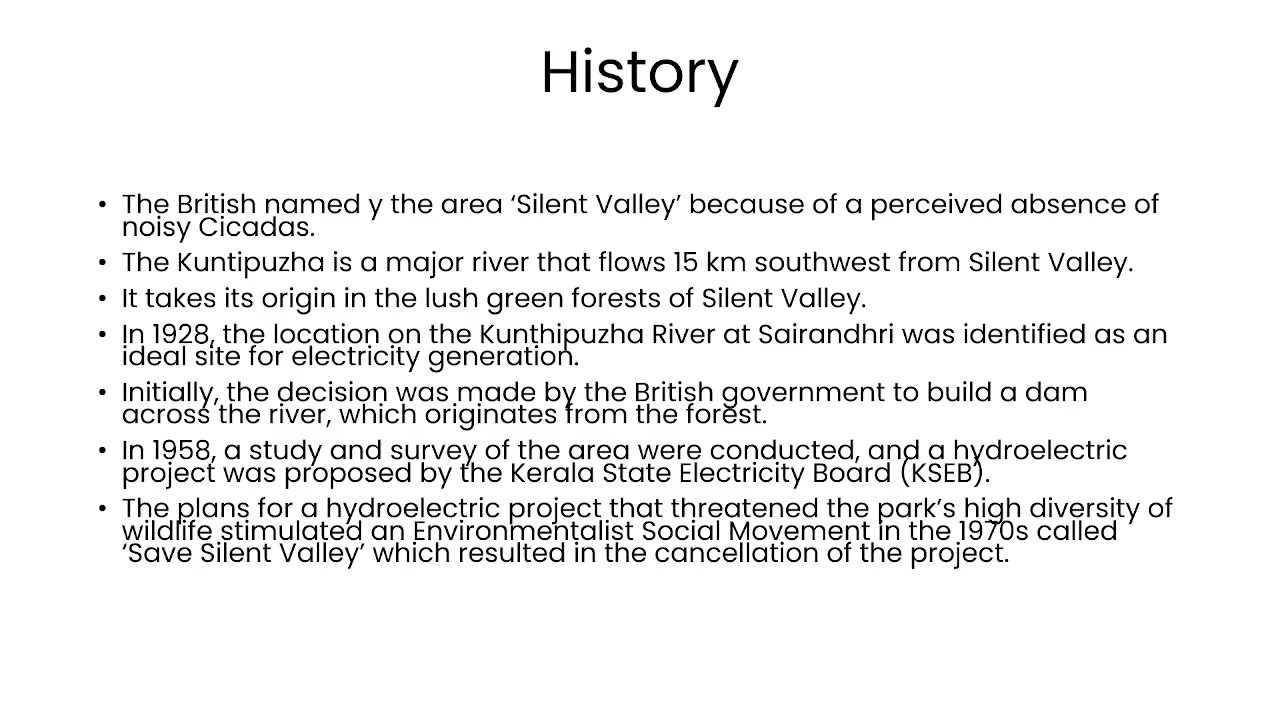 History
• The British named y the area ‘Silent Valley’ because of a perceived absence of
noisy Cicadas.
• The Kuntipuzha is a major river that flows 15 km southwest from Silent Valley.
• It takes its origin in the lush green forests of Silent Valley.
• In 1928, the location on the Kunthipuzha River at Sairandhri was identified as an
ideal site for electricity generation.
• Initially, the decision was made by the British government to build a dam
across the river, which originates from the forest.
• In 1958, a study and survey of the area were conducted, and a hydroelectric
project was proposed by the Kerala State Electricity Board (KSEB).
• The plans for a hydroelectric project that threatened the park’s high diversity of
wildlife stimulated an Environmentalist Social Movement in the 1970s called
‘Save Silent Valley’ which resulted in the cancellation of the project.